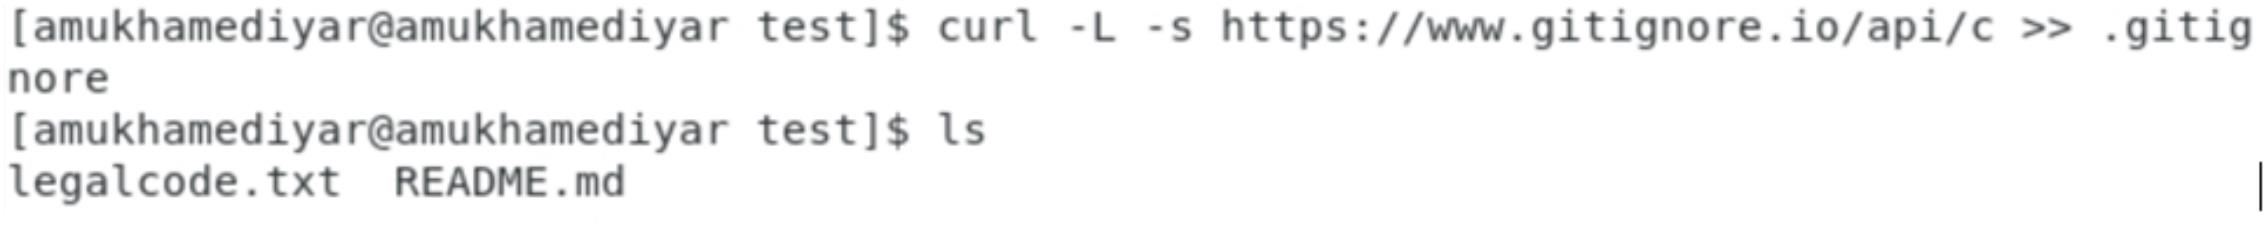 [amukhamediyar@amukhamediyar test]$ curl -L -s https://www.gitignore.io/api/c >> .gitig
nore
[amukhamediyar@amukhamediyar test]$ ls
legalcode.txt  README.md